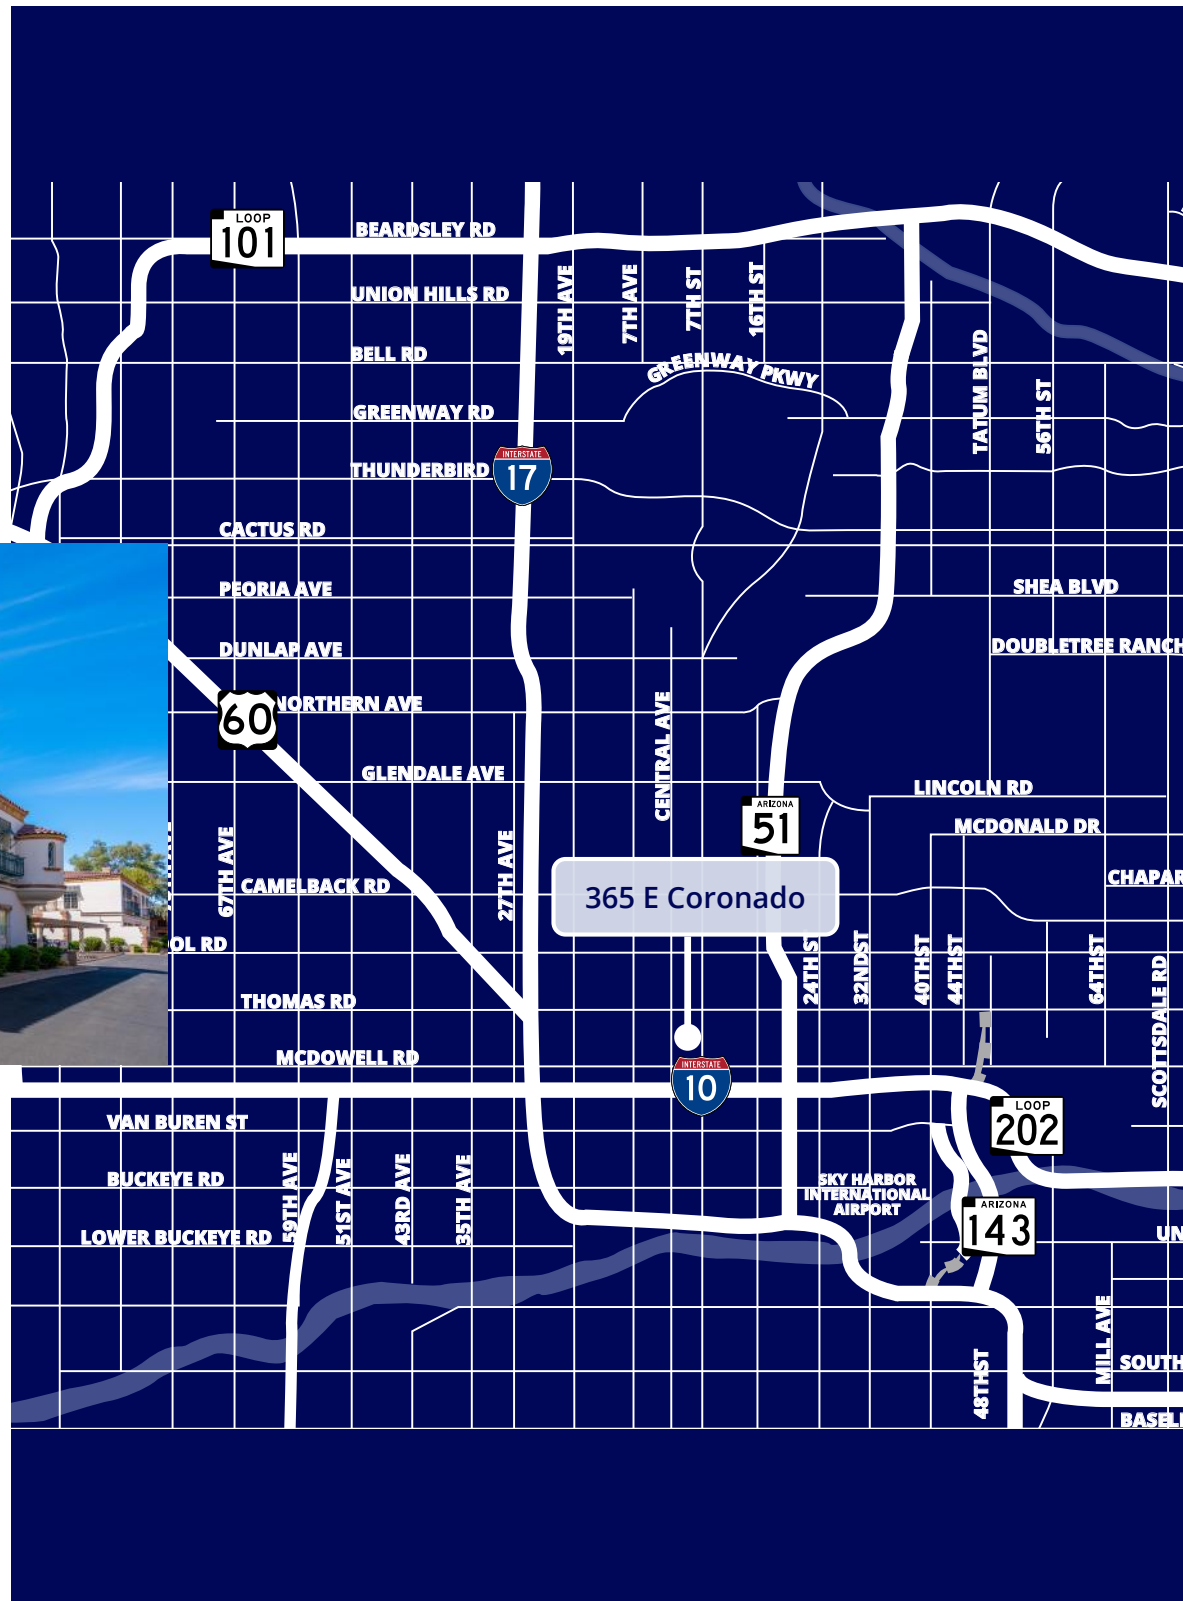 LOOP
101
BEARDSLEY RD
UNION HILLS RD
19TH AVE
7TH AVE
7TH ST
16TH ST
BELL RD
GREENWAY PKWY
TATUM BLVD
56TH ST
GREENWAY RD
THUNDERBIRD
INTERSTATE
17
CACTUS RD
PEORIA AVE
SHEA BLVD
DUNLAP AVE
DOUBLETREE RANCH
60
NORTHERN AVE
CENTRAL AVE
GLENDALE AVE
LINCOLN RD
ARIZONA
51
MCDONALD DR
67TH AVE
27TH AVE
CAMELBACK RD
365 E Coronado
CHAPAR
OL RD
24TH ST
32NDST
40THST
44THST
64THST
SCOTTSDALE RD
THOMAS RD
MCDOWELL RD
INTERSTATE
10
LOOP
202
VAN BUREN ST
BUCKEYE RD
59TH AVE
51ST AVE
43RD AVE
35TH AVE
SKY HARBOR
INTERNATIONAL
AIRPORT
ARIZONA
143
LOWER BUCKEYE RD
UN
MILL AVE
48THST
SOUTH
BASEL